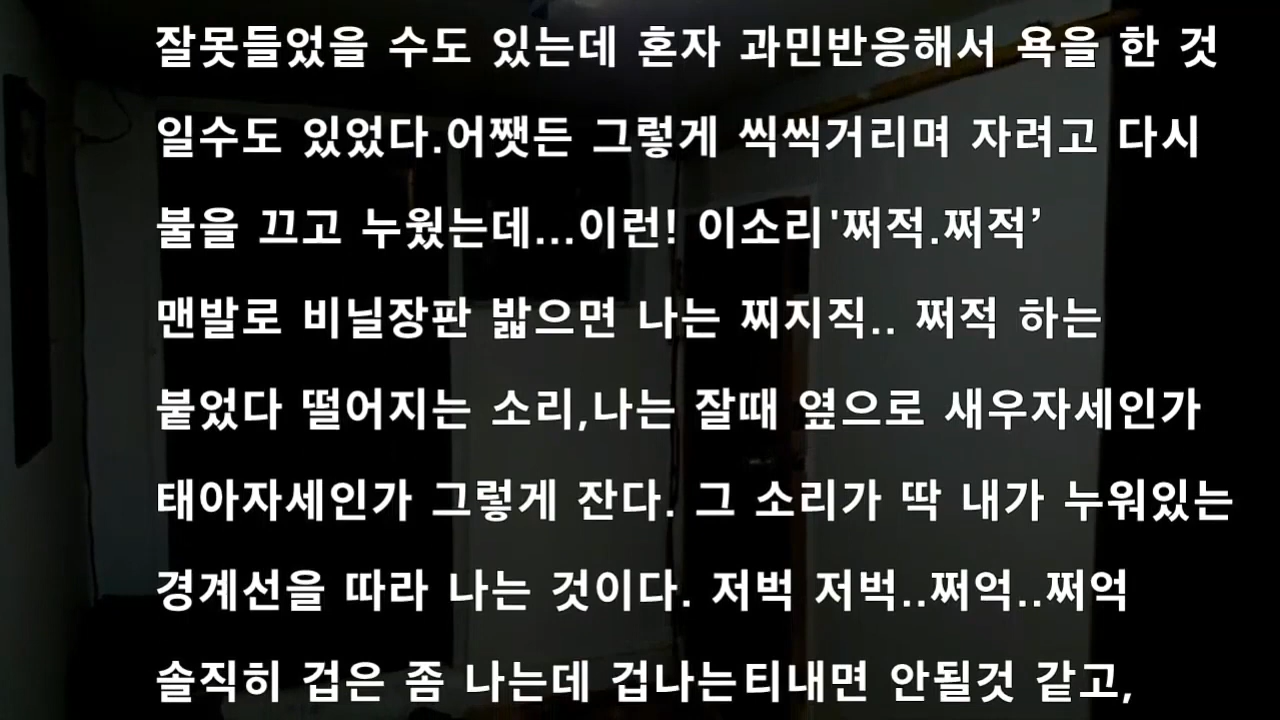 잘못들었을 수도 있는데 혼자 과민반응해서 욕을 한 것
일수도 있었다.어쨋든 그렇게 씩씩거리며 자려고 다시
불을 끄고 누웠는데...이런! 이소리'쩌적.쩌적’
맨발로 비닐장판 밟으면 나는 찌지직.. 쩌적 하는
붙었다 떨어지는 소리,나는 잘때 옆으로 새우자세인가
태아자세인가 그렇게 잔다. 그 소리가 딱 내가 누워있는
경계선을 따라 나는 것이다. 저벅 저벅..쩌억..쩌억
솔직히 겁은 좀 나는데 겁나는티내면 안될것 같고,